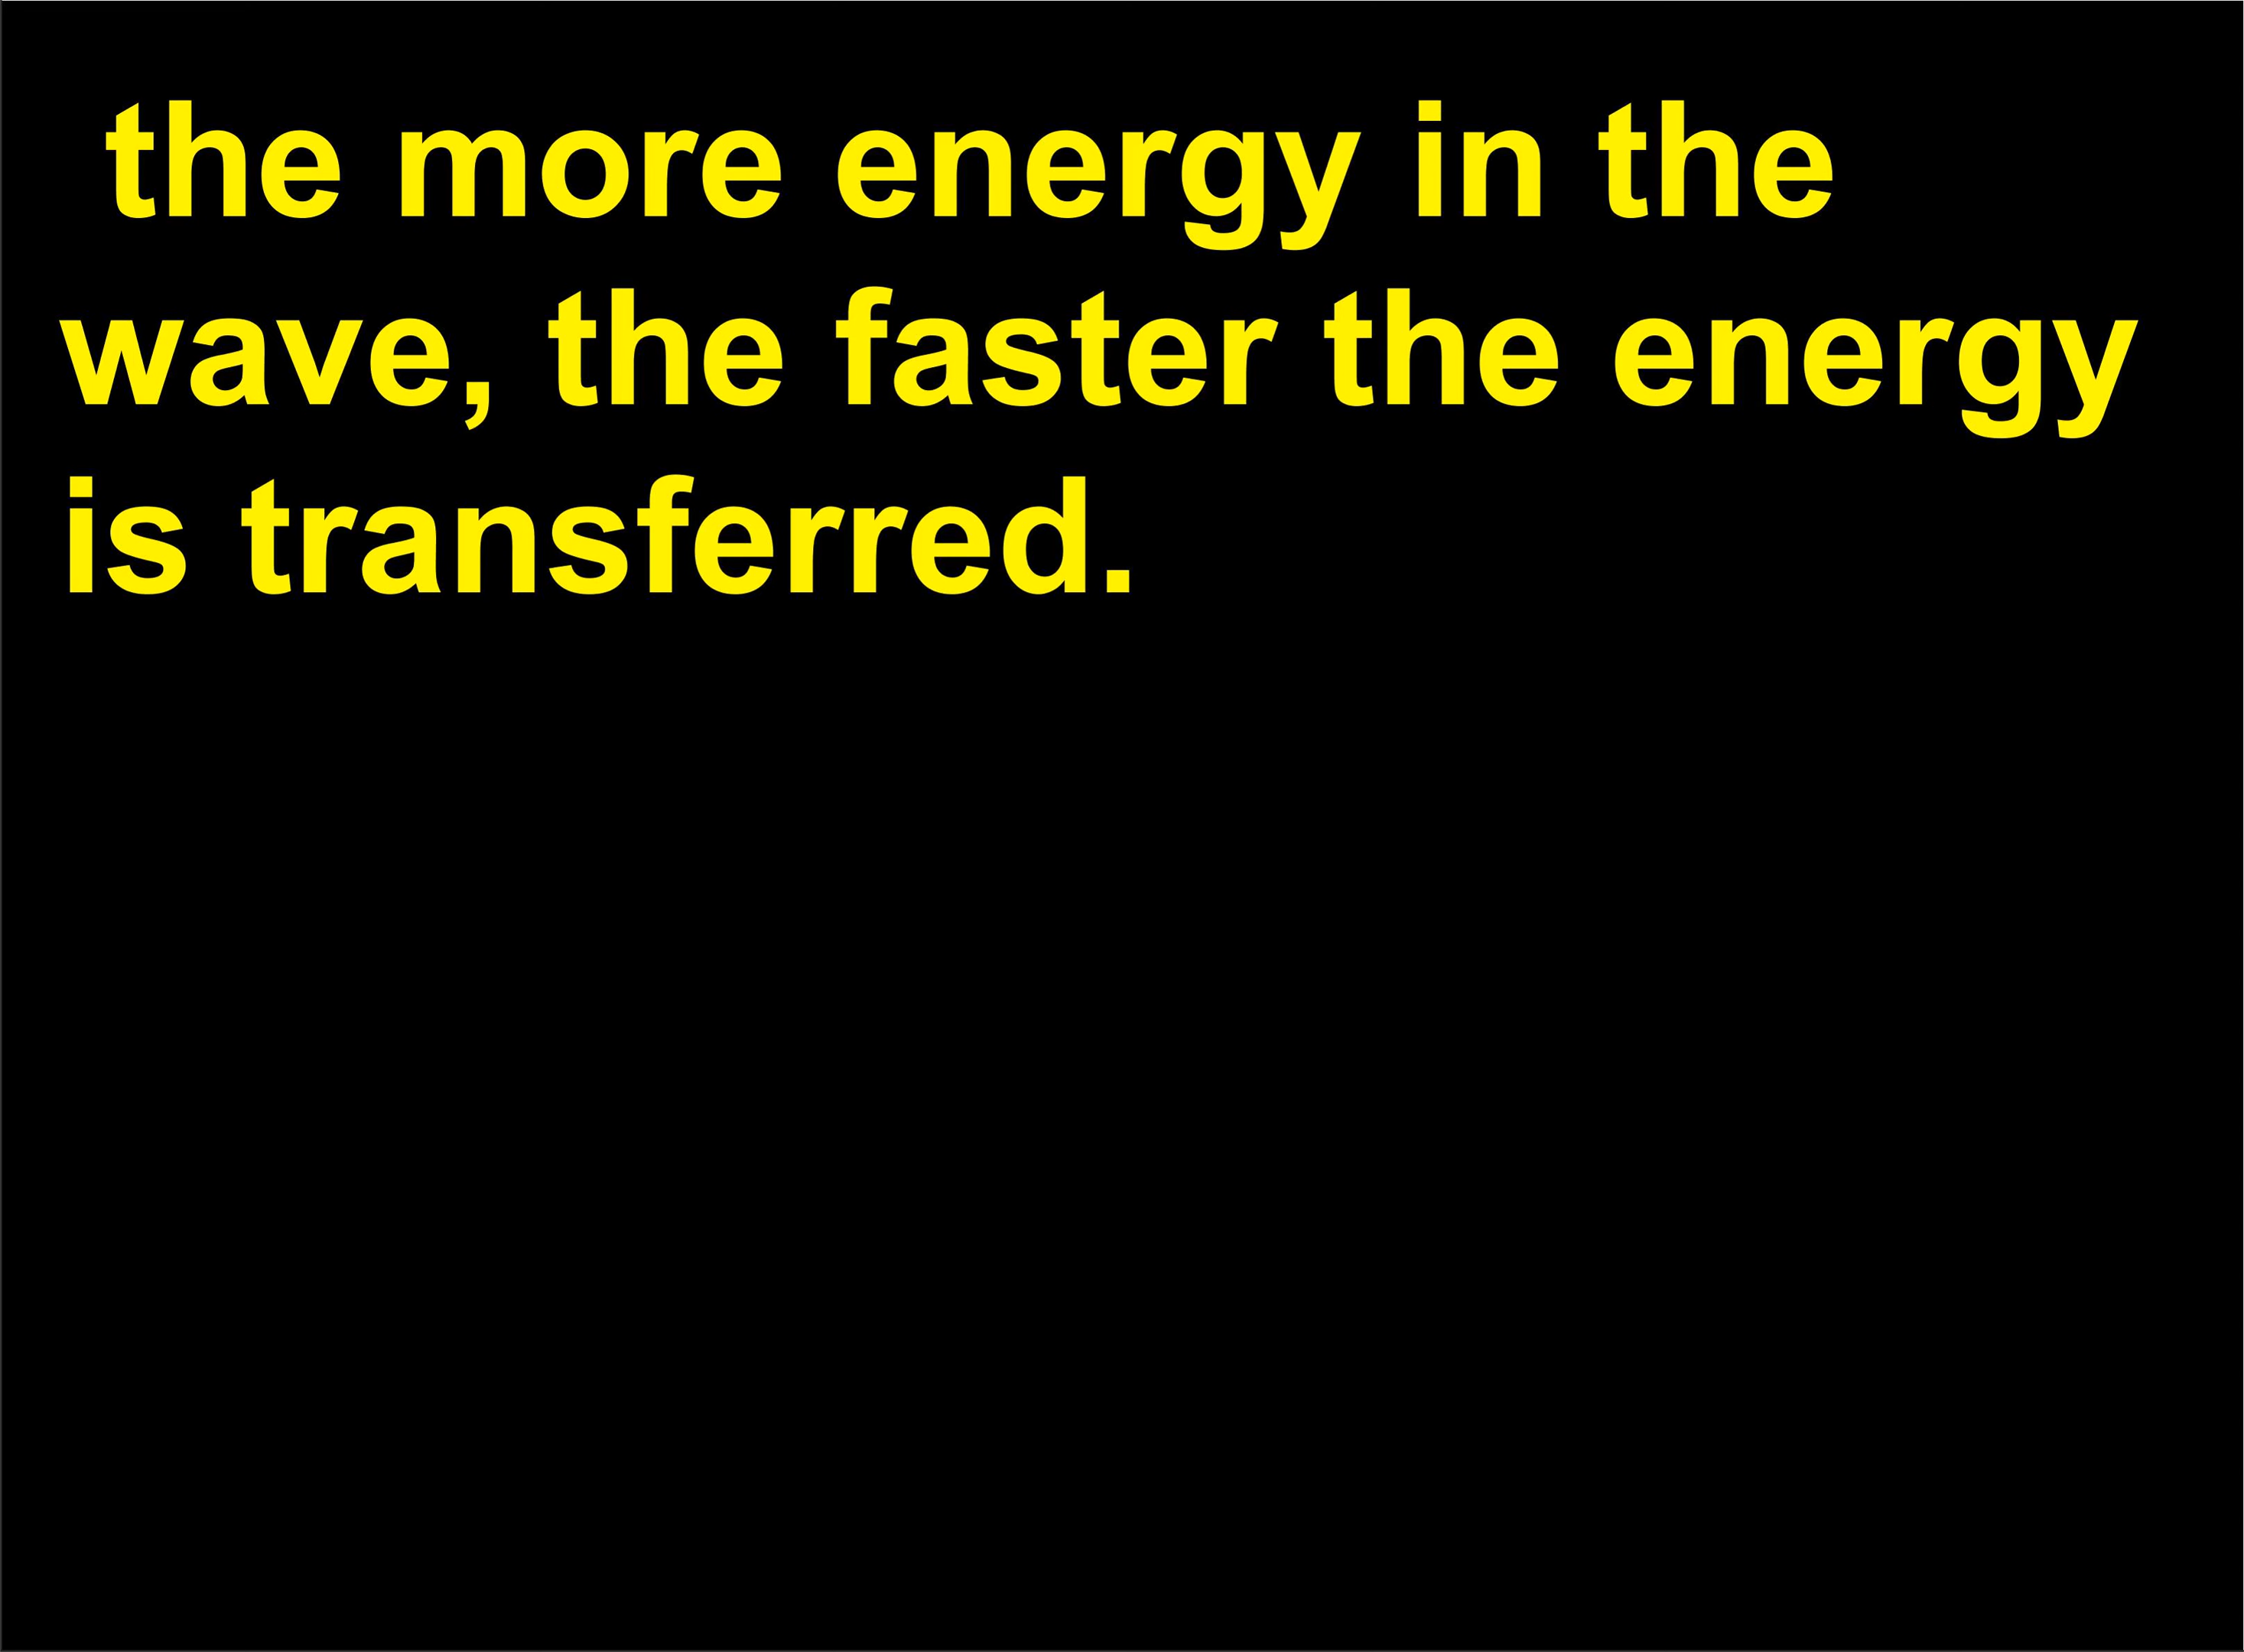 the more energy in the
wave, the faster the energy
is transferred.